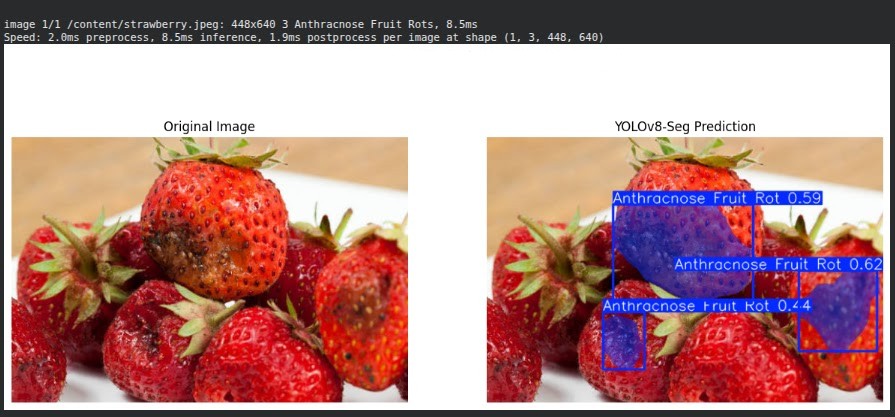 image 1/1 /content/strawberry.jpeg: 448x640 3 Anthracnose Fruit Rots, 8.5ms
Speed: 2.0ms preprocess, 8.5ms inference, 1.9ms postprocess per image at shape (1, 3, 448, 640)
Original Image
YOLOv8-Seg Prediction
Anthracnose Fruit Rot 0.59
Anthracnose Fruit Rot 0.62
Anthracnose Fruit Rot 0.44